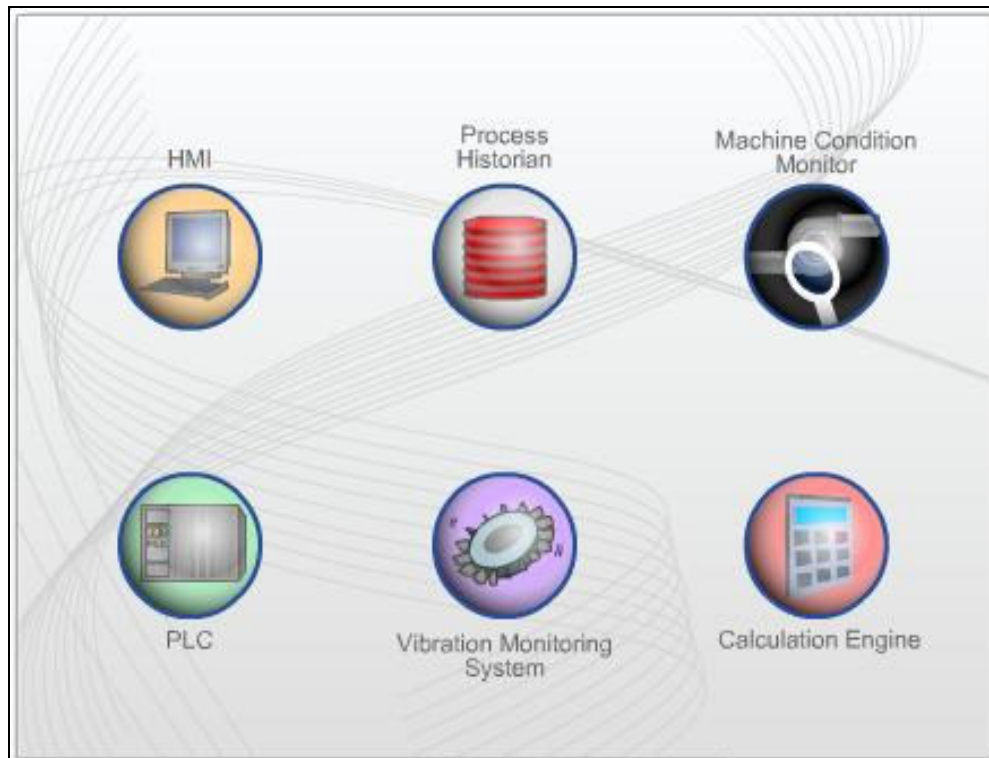 HMI
Process
Historian
Machine Condition
Monitor
PLC
Vibration Monitoring
System
Calculation Engine